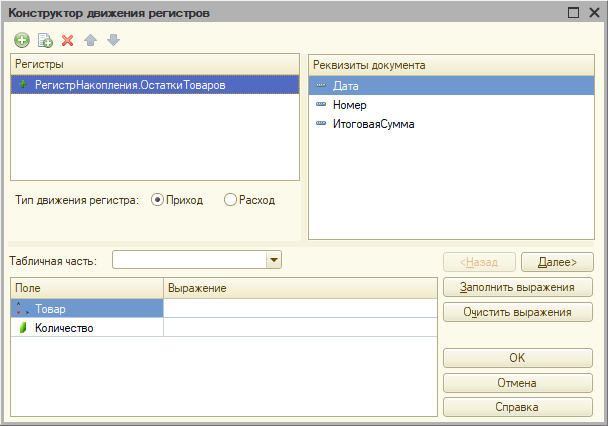 Конструктор движения регистров
Регистры
РегистрНакопления.ОстаткиТоваров
Реквизиты документа
Дата
Номер
ИтоговаяСумма
Тип движения регистра: Приход Расход
Табличная часть:
<Назад Далее>
Поле Выражение
Товар
Количество
Заполнить выражения
Очистить выражения
OK
Отмена
Справка